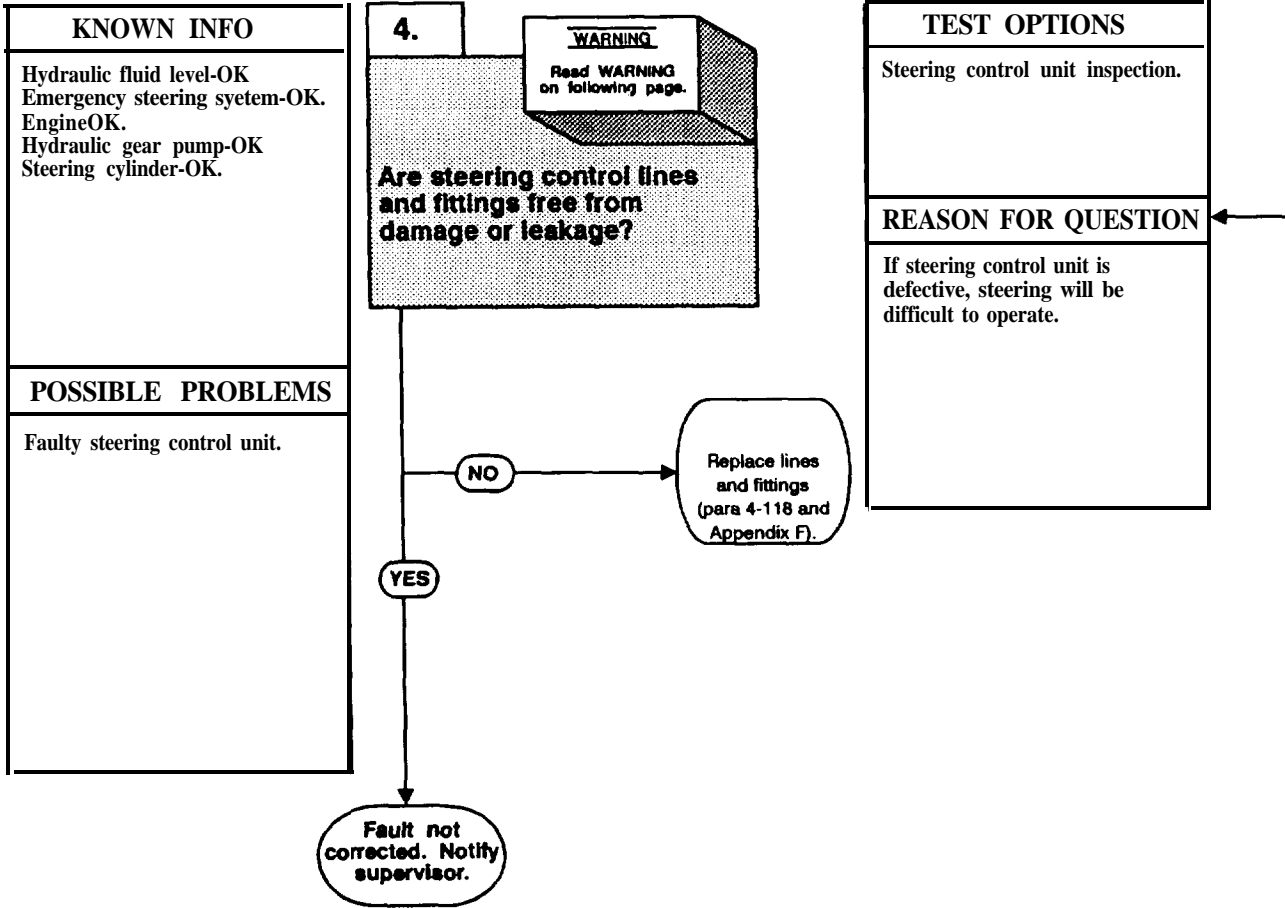 KNOWN INFO
Hydraulic fluid level-OK
Emergency steering syetem-OK.
EngineOK.
Hydraulic gear pump-OK
Steering cylinder-OK.
POSSIBLE PROBLEMS
Faulty steering control unit.
4.
WARNING
Read WARNING
on following page.
Are steering control lines
and fittings free from
damage or leakage?
NO
Replace lines
and fittings
(para 4-118 and
Appendix F).
YES
Fault not
corrected. Notify
supervisor.
TEST OPTIONS
Steering control unit inspection.
REASON FOR QUESTION
If steering control unit is
defective, steering will be
difficult to operate.